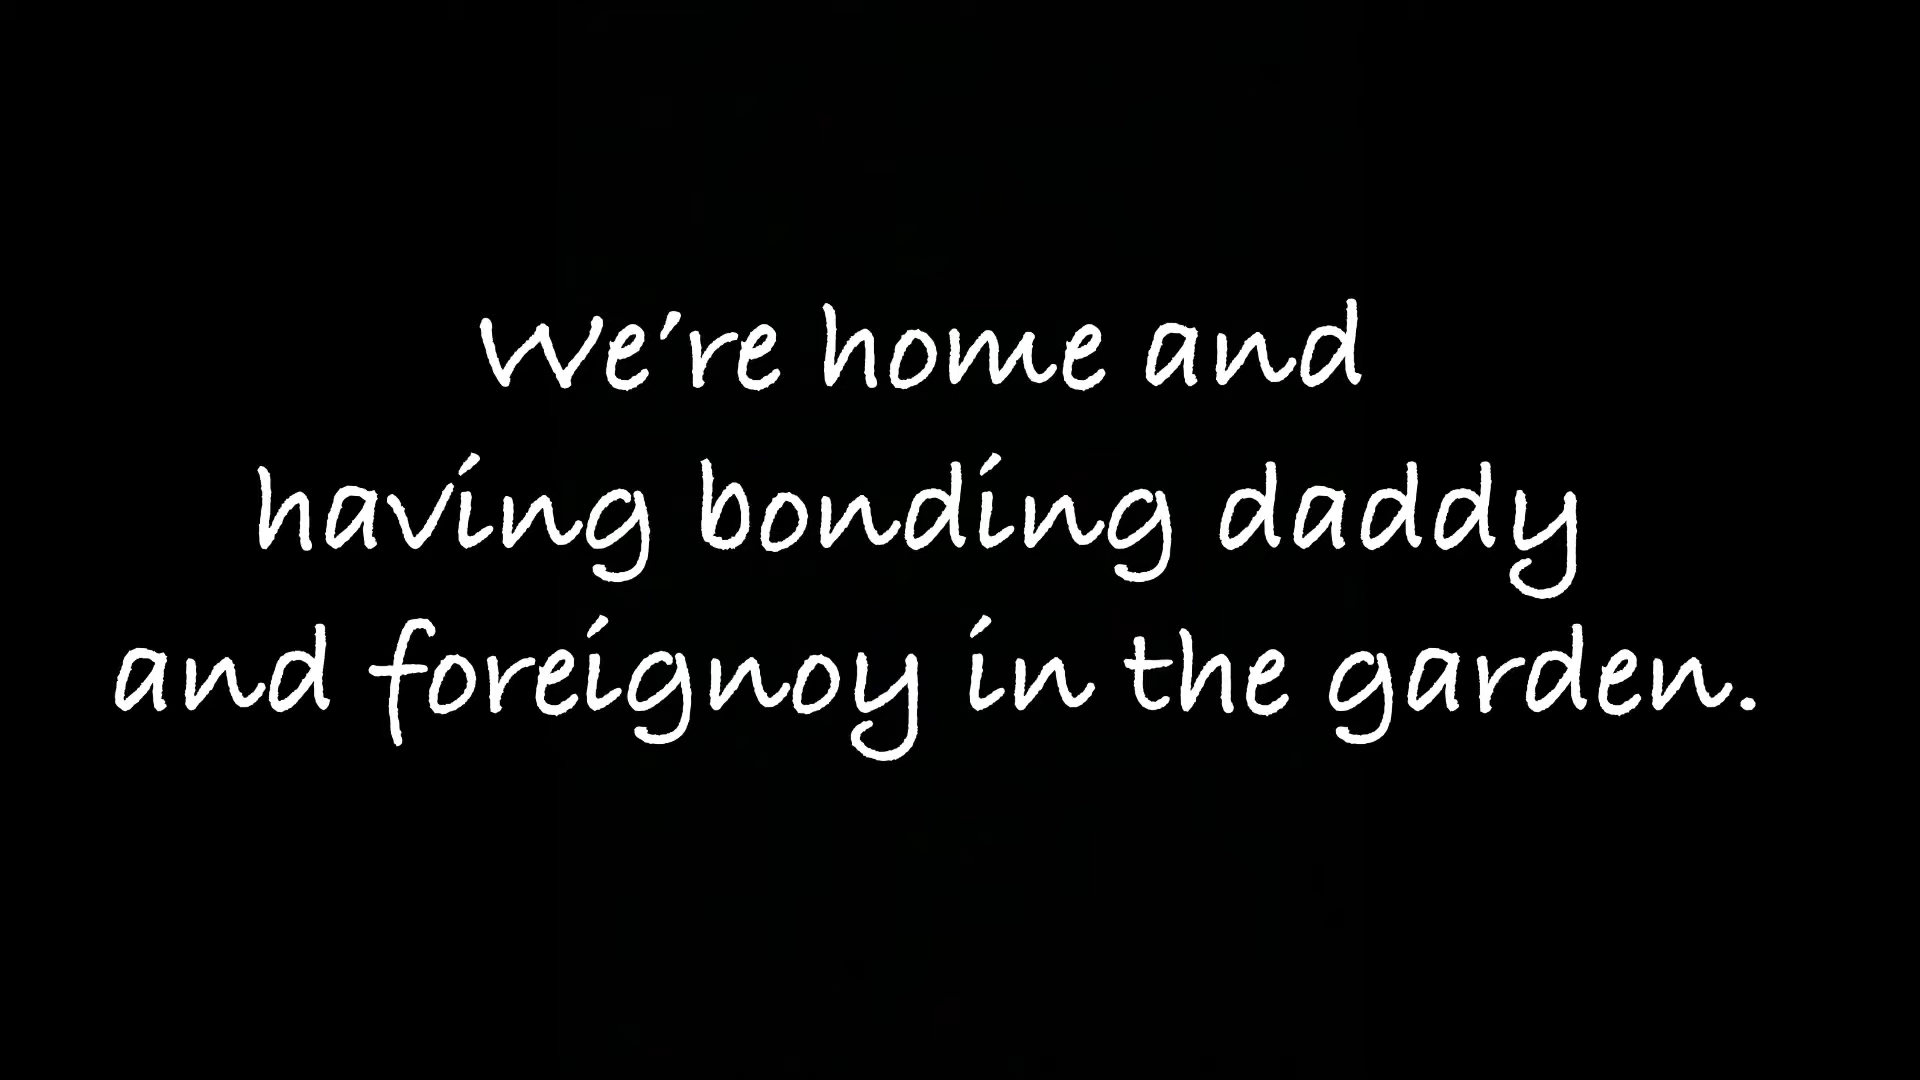 We're home and
having bonding daddy
and foreignoy in the garden.